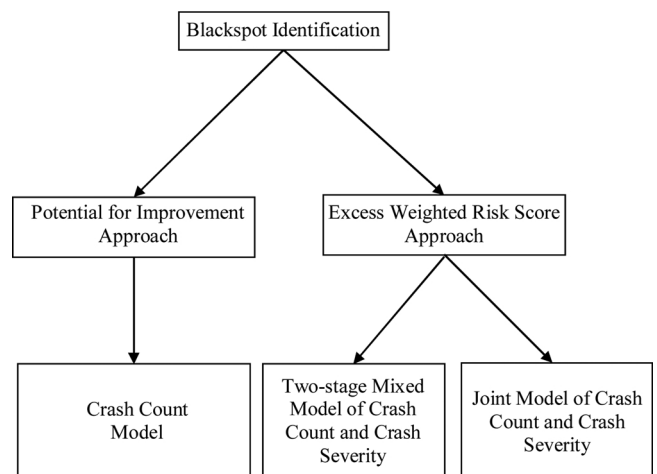 Blackspot Identification
Potential for Improvement
Approach
Excess Weighted Risk Score
Approach
Crash Count
Model
Two-stage Mixed
Model of Crash
Count and Crash
Severity
Joint Model of Crash
Count and Crash
Severity